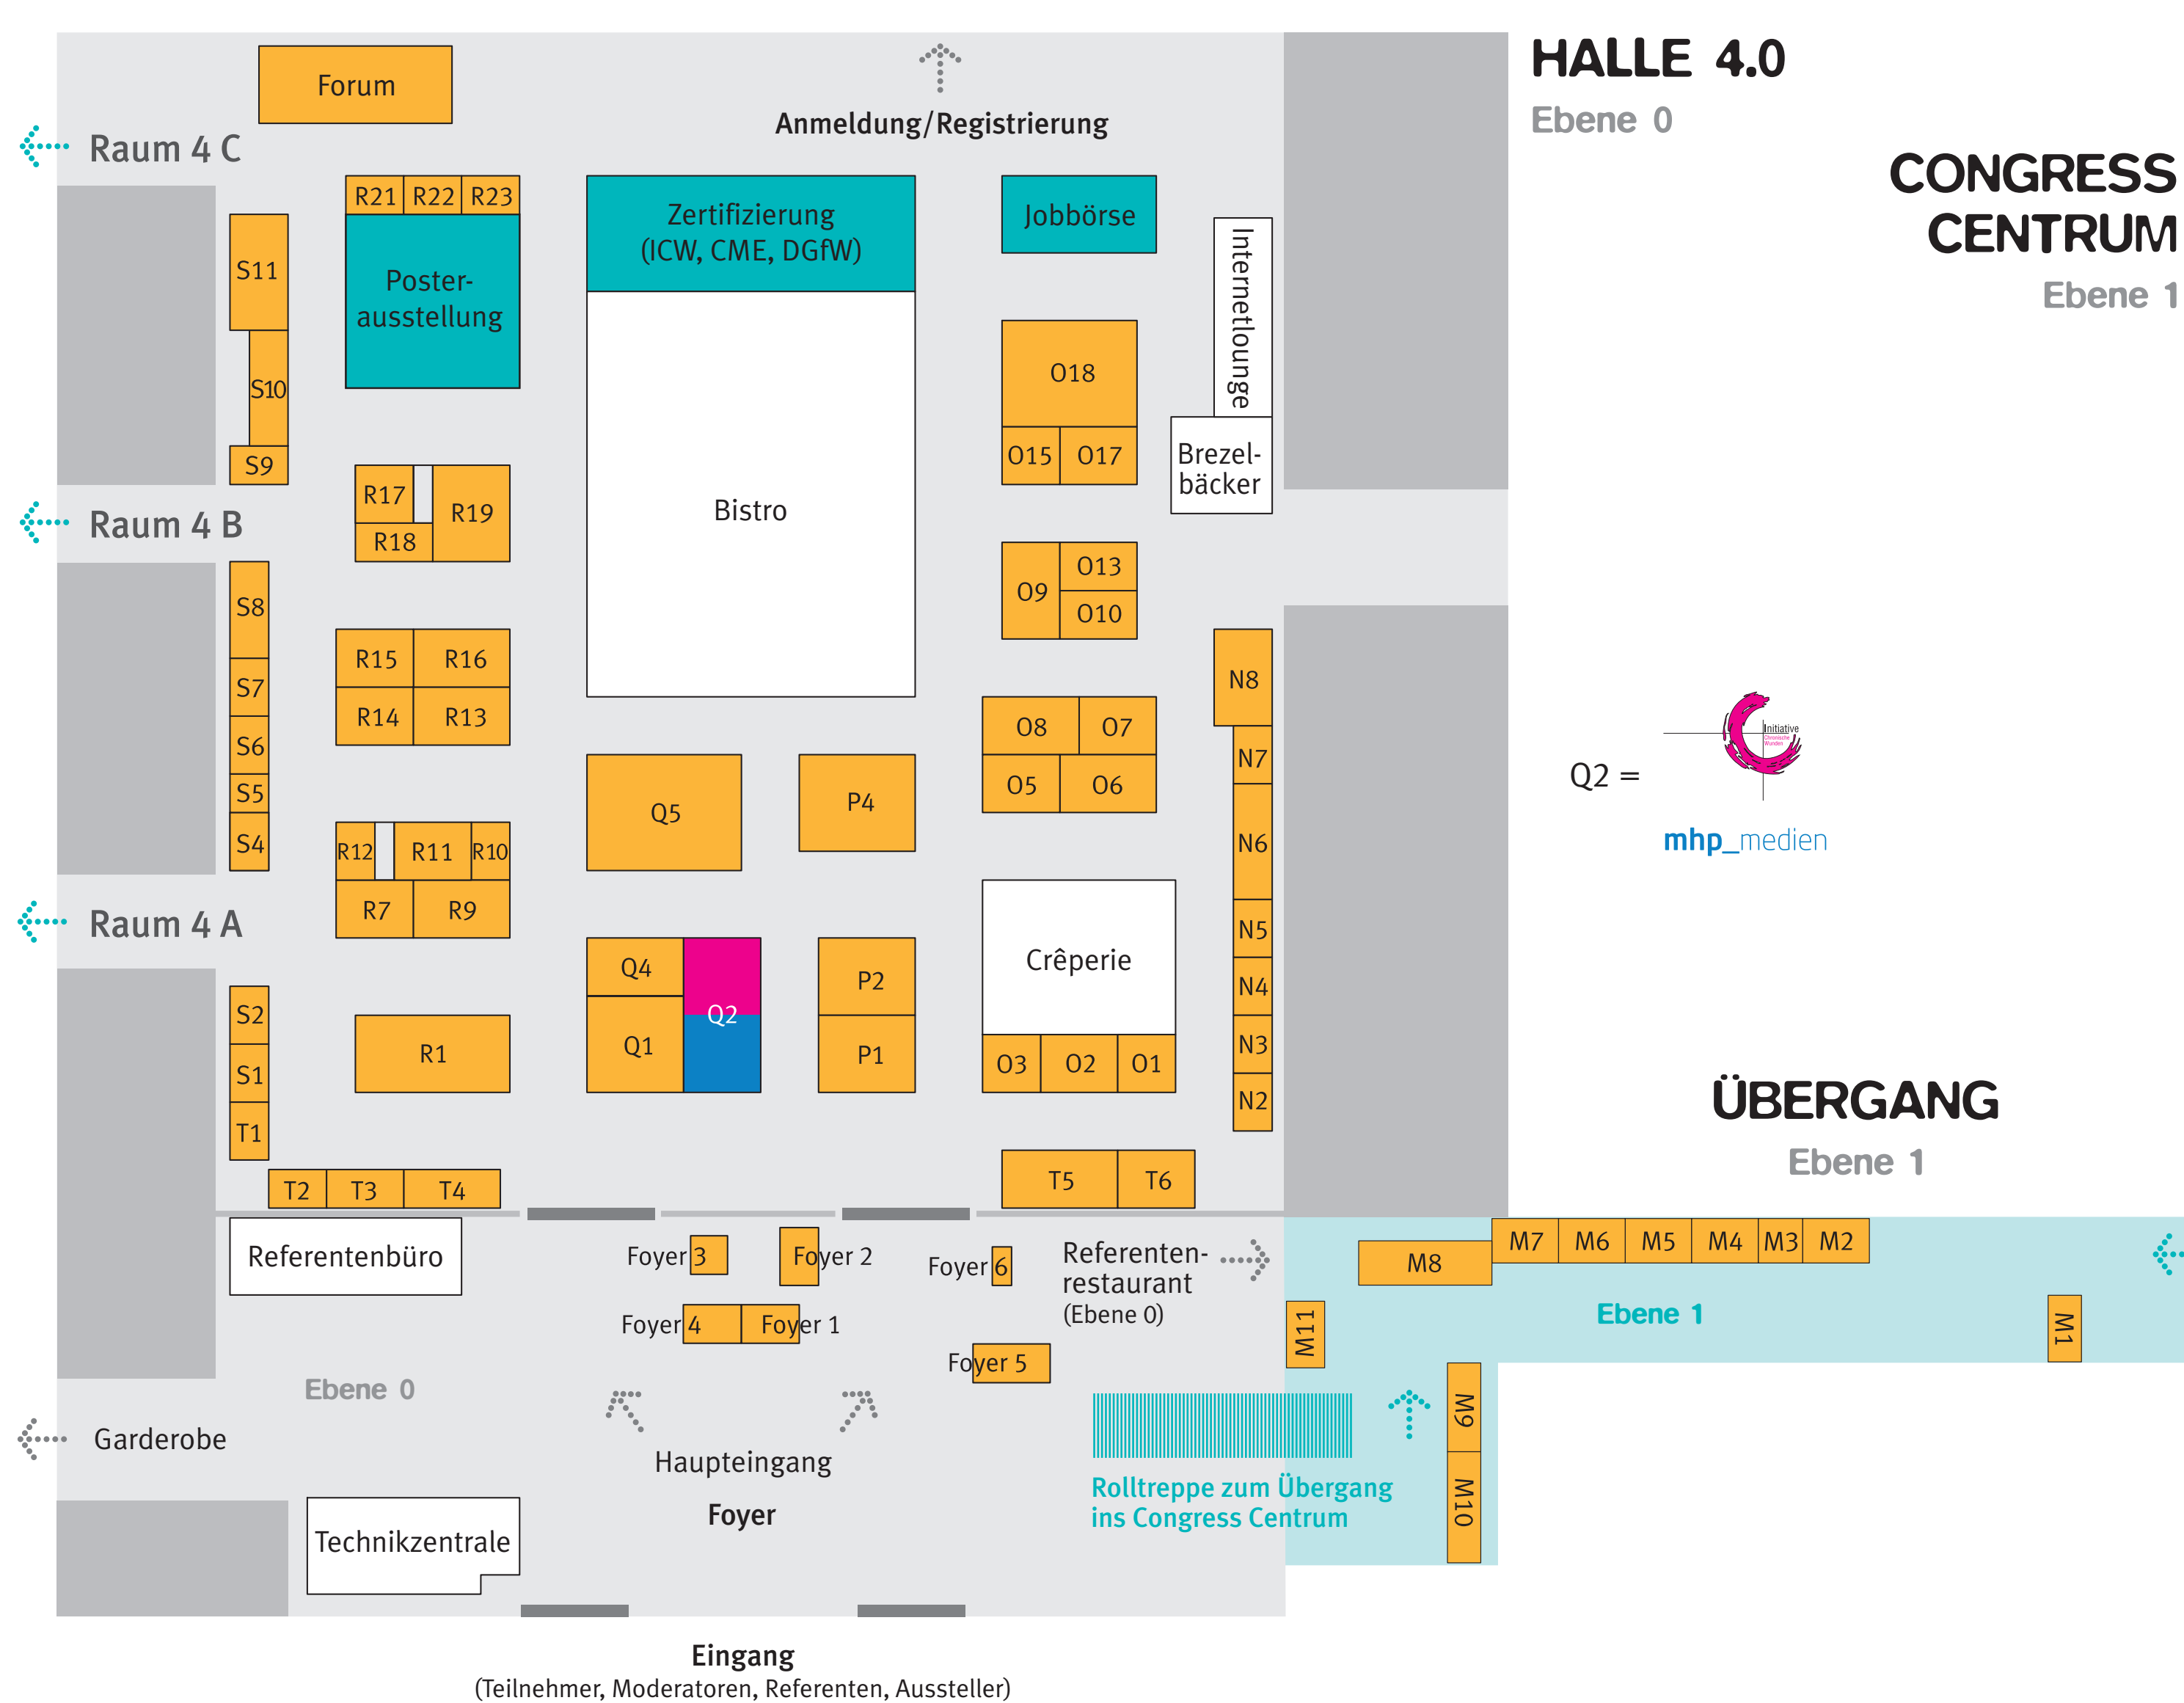 HALLE 4.0
Ebene 0
CONGRESS
CENTRUM
Ebene 1
Forum
Anmeldung/Registrierung
Raum 4 C
R21 R22 R23
Zertifizierung
(ICW, CME, DGfW)
Jobbörse
Internetlounge
S11
Poster-
ausstellung
S10
S9
O18
O15 O17
Brezel-
bäcker
R17
R19
R18
Bistro
Raum 4 B
O9
O13
O10
S8
S7
S6
S5
S4
R15 R16
R14 R13
N8
O8 O7
O5 O6
N7
N6
N5
N4
N3
N2
Q5
P4
R12 R11 R10
R7 R9
Raum 4 A
Q2 =
Initiative
Chronische
Wunden
mhp_medien
Crêperie
Q4
Q2
Q1
P2
P1
S2
S1
T1
R1
O3 O2 O1
T2 T3 T4
T5 T6
ÜBERGANG
Ebene 1
Referentenbüro
Foyer 3
Foyer 2
Foyer 6
Referenten-
restaurant
(Ebene 0)
Foyer 4
Foyer 1
Foyer 5
M8
M7 M6 M5 M4 M3 M2
M11
Ebene 1
M1
M9
M10
Ebene 0
Garderobe
Haupteingang
Foyer
Rolltreppe zum Übergang
ins Congress Centrum
Technikzentrale
Eingang
(Teilnehmer, Moderatoren, Referenten, Aussteller)